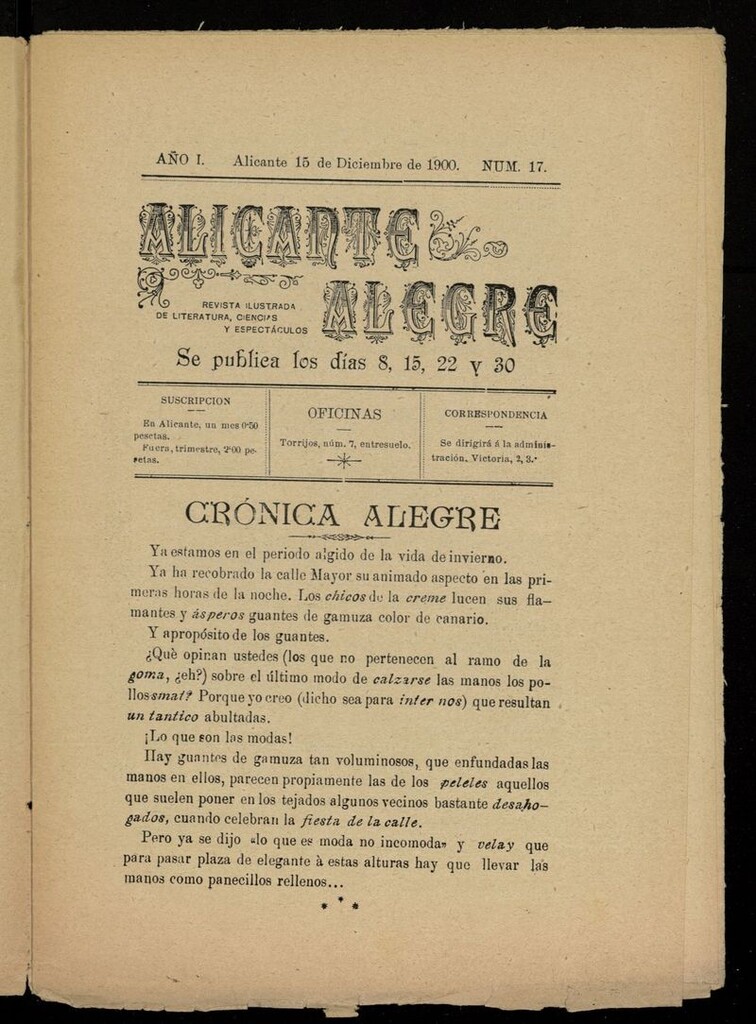 AÑO I. Alicante 15 de Diciembre de 1900. NUM. 17.
ALICANTE
ALEGRE
REVISTA ILUSTRADA
DE LITERATURA, CIENCIAS
Y ESPECTÁCULOS
Se publica los días 8, 15, 22 y 30
SUSCRIPCION
En Alicante, un mes 0'50
pesetas.
Fuera, trimestre, 2'00 pe-
setas.
OFICINAS
Torrijos, núm. 7, entresuelo.
CORRESPONDENCIA
Se dirigirá á la adminis-
tración, Victoria, 2, 3.º
CRÓNICA ALEGRE
Ya estamos en el periodo algido de la vida de invierno.
Ya ha recobrado la calle Mayor su animado aspecto en las pri-
meras horas de la noche. Los chicos de la creme lucen sus fla-
mantes y ásperos guantes de gamuza color de canario.
Y apropósito de los guantes.
¿Què opinan ustedes (los que no pertenecen al ramo de la
goma, ¿eh?) sobre el último modo de calzarse las manos los po-
llos smat? Porque yo creo (dicho sea para inter nos) que resultan
un tantico abultadas.
¡Lo que son las modas!
Hay guantes de gamuza tan voluminosos, que enfundadas las
manos en ellos, parecen propiamente las de los peleles aquellos
que suelen poner en los tejados algunos vecinos bastante desaho-
gados, cuando celebran la fiesta de la calle.
Pero ya se dijo «lo que es moda no incomoda» y velay que
para pasar plaza de elegante à estas alturas hay que llevar las
manos como panecillos rellenos...
* * *